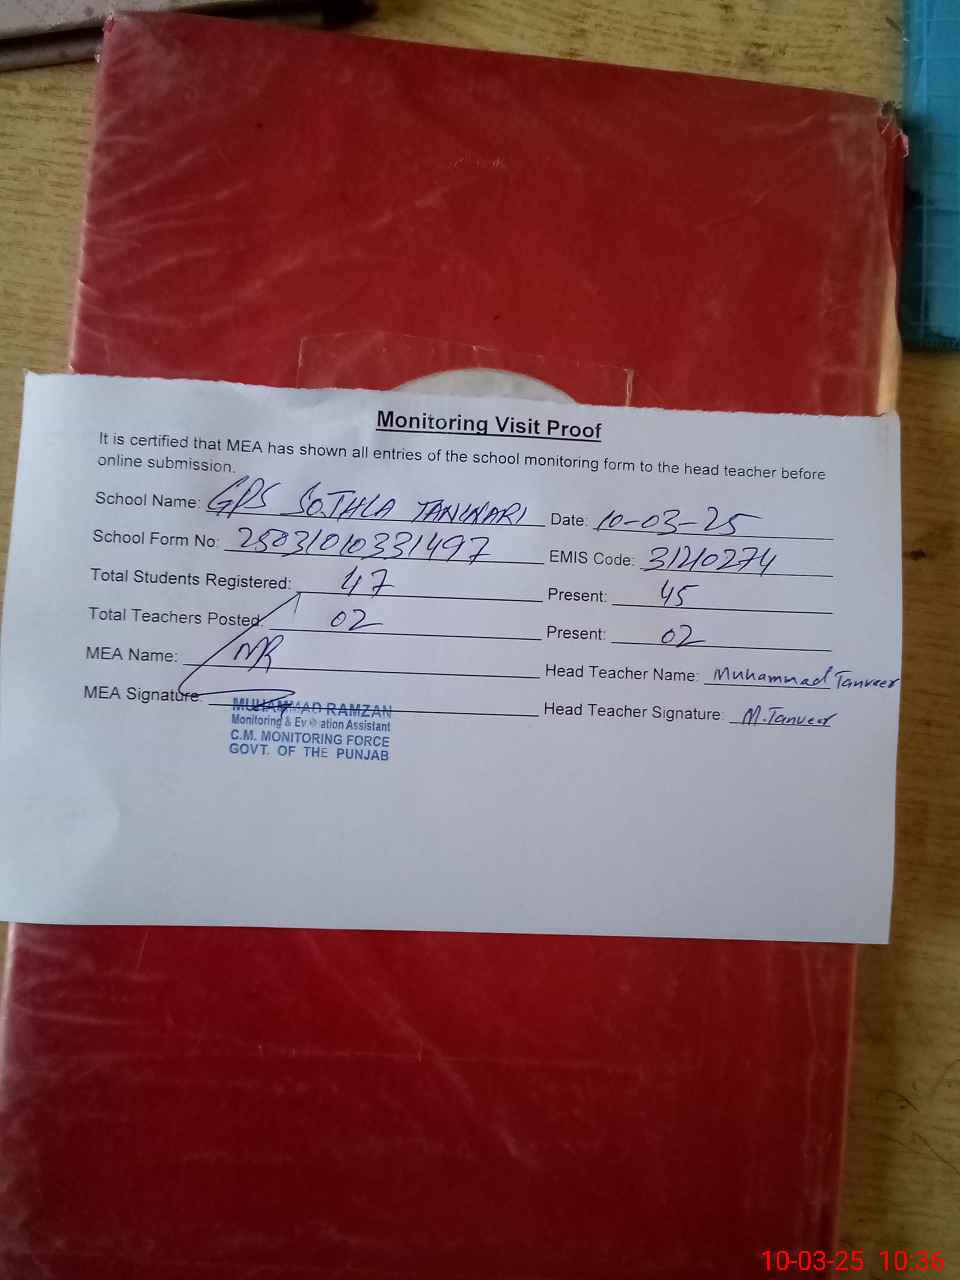 Monitoring Visit Proof
It is certified that MEA has shown all entries of the school monitoring form to the head teacher before
online submission.
School Name: GPS SOTHLA TANWARI Date: 10-03-25
School Form No: 25031010331497 EMIS Code: 31210274
Total Students Registered: 47 Present: 45
Total Teachers Posted: 02 Present: 02
MEA Name: MR Head Teacher Name: Muhammad Tanveer
MEA Signature: Head Teacher Signature: M.Tanveer
MUHAMMAD RAMZAN
Monitoring & Evaluation Assistant
C.M. MONITORING FORCE
GOVT. OF THE PUNJAB
10-03-25 10:36